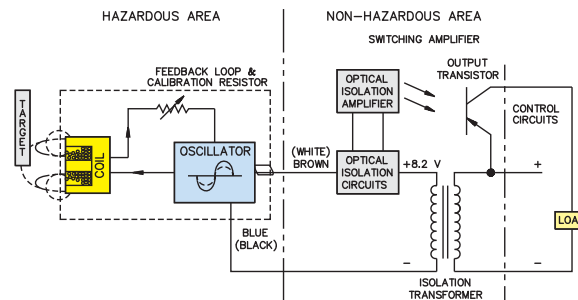 HAZARDOUS AREA
NON-HAZARDOUS AREA
SWITCHING AMPLIFIER
FEEDBACK LOOP &
CALIBRATION RESISTOR
OPTICAL
ISOLATION
AMPLIFIER
OUTPUT
TRANSISTOR
TARGET
COIL
OSCILLATOR
(WHITE)
BROWN
OPTICAL
ISOLATION
CIRCUITS
+8.2 V
CONTROL
CIRCUITS
+
LOA
BLUE
(BLACK)
–
–
ISOLATION
TRANSFORMER